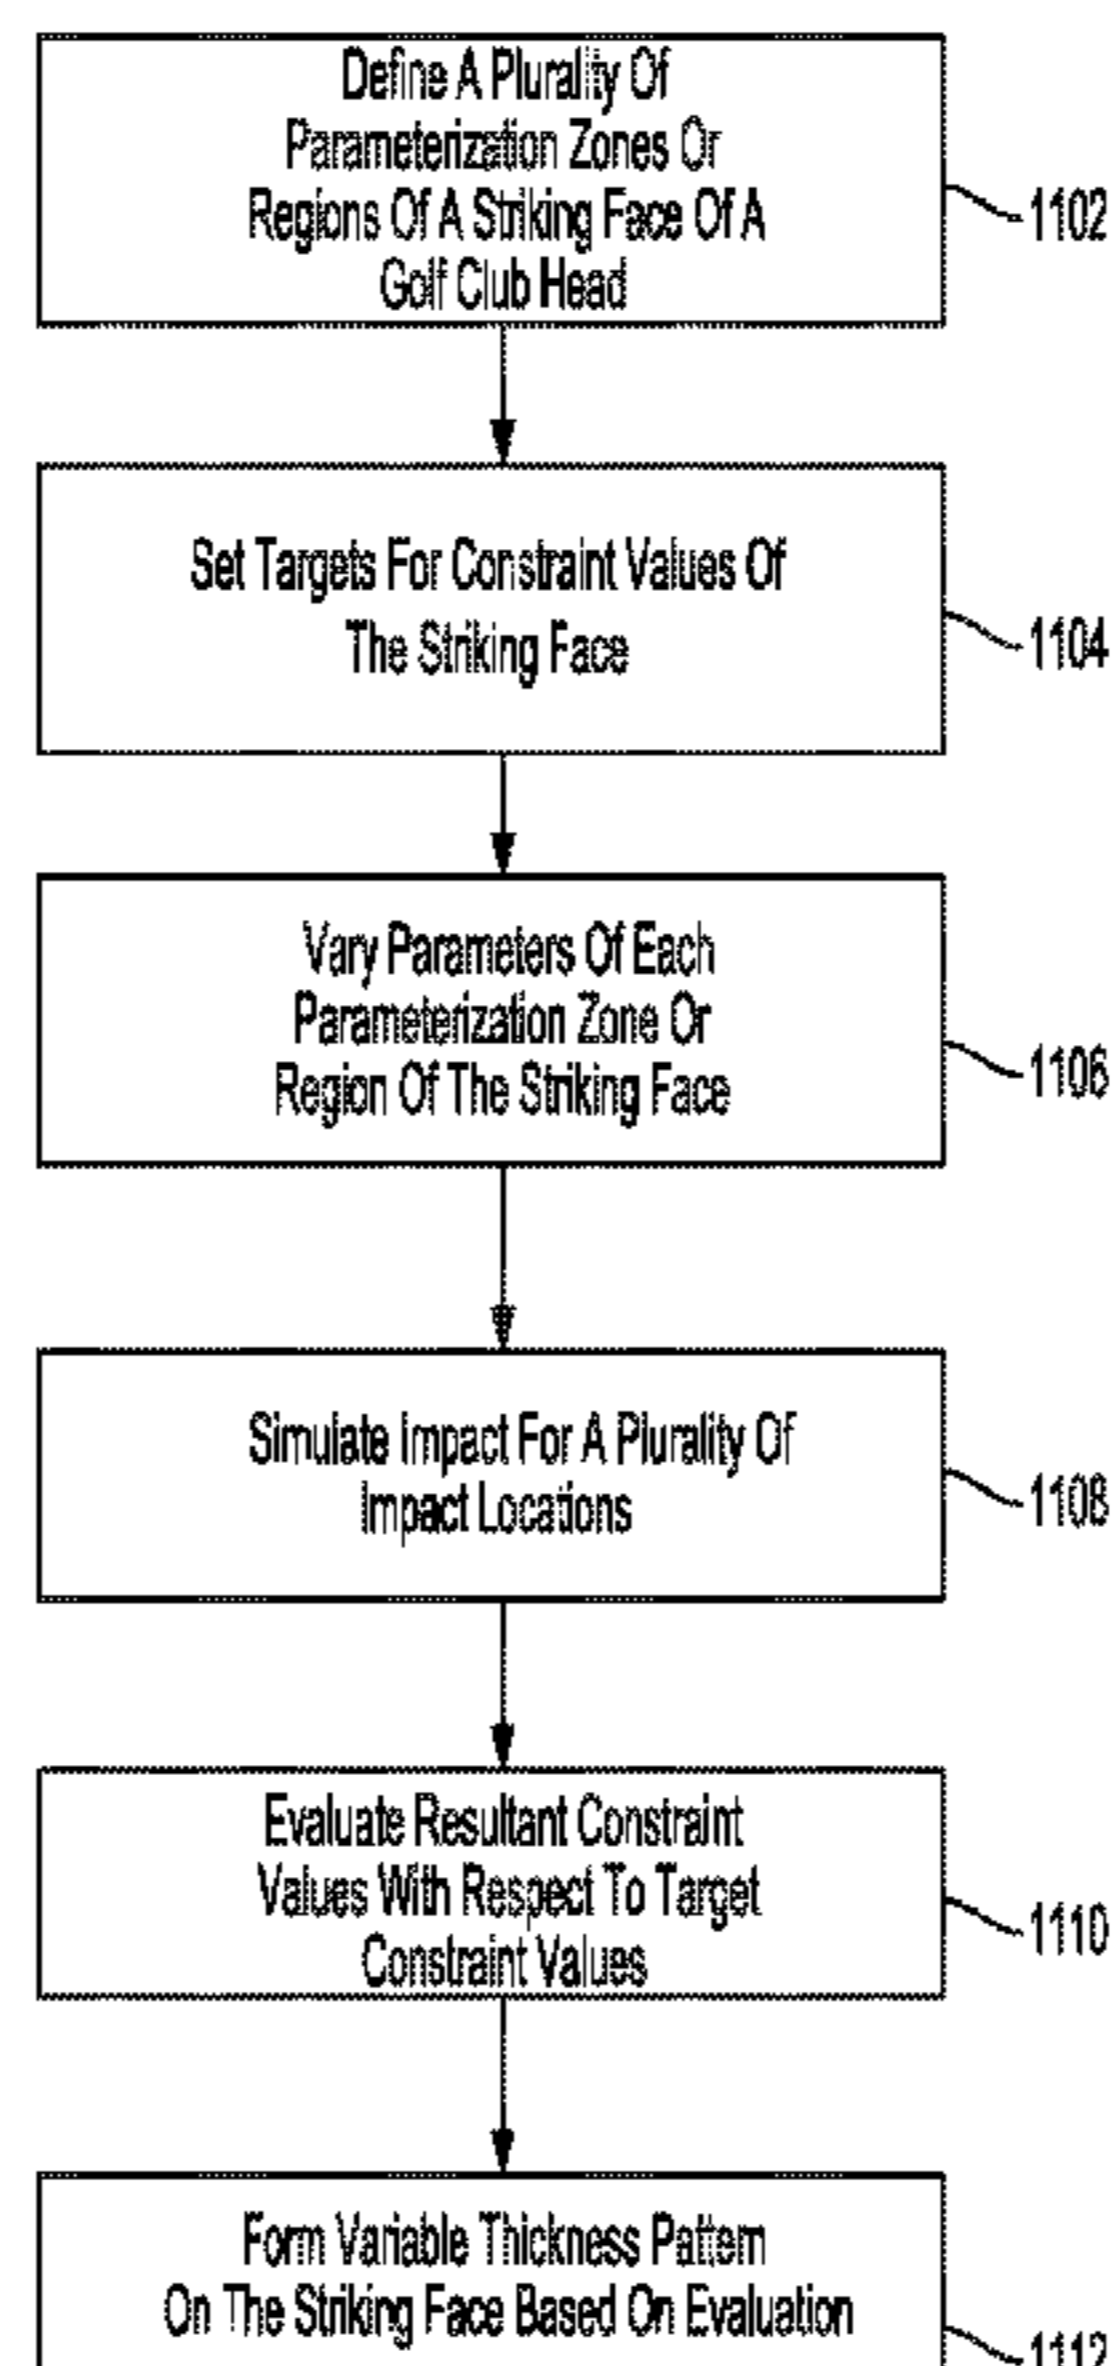 Define A Plurality Of
Parameterization Zones Or
Regions Of A Striking Face Of A
Golf Club Head
1102
Set Targets For Constraint Values Of
The Striking Face
1104
Vary Parameters Of Each
Parameterization Zone Or
Region Of The Striking Face
1106
Simulate Impact For A Plurality Of
Impact Locations
1108
Evaluate Resultant Constraint
Values With Respect To Target
Constraint Values
1110
Form Variable Thickness Pattern
On The Striking Face Based On Evaluation
1112